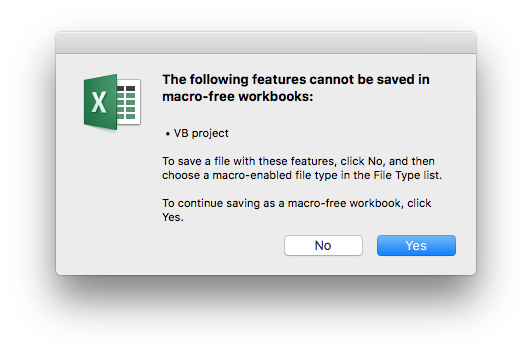 The following features cannot be saved in
macro-free workbooks:
• VB project
To save a file with these features, click No, and then
choose a macro-enabled file type in the File Type list.
To continue saving as a macro-free workbook, click
Yes.
No
Yes